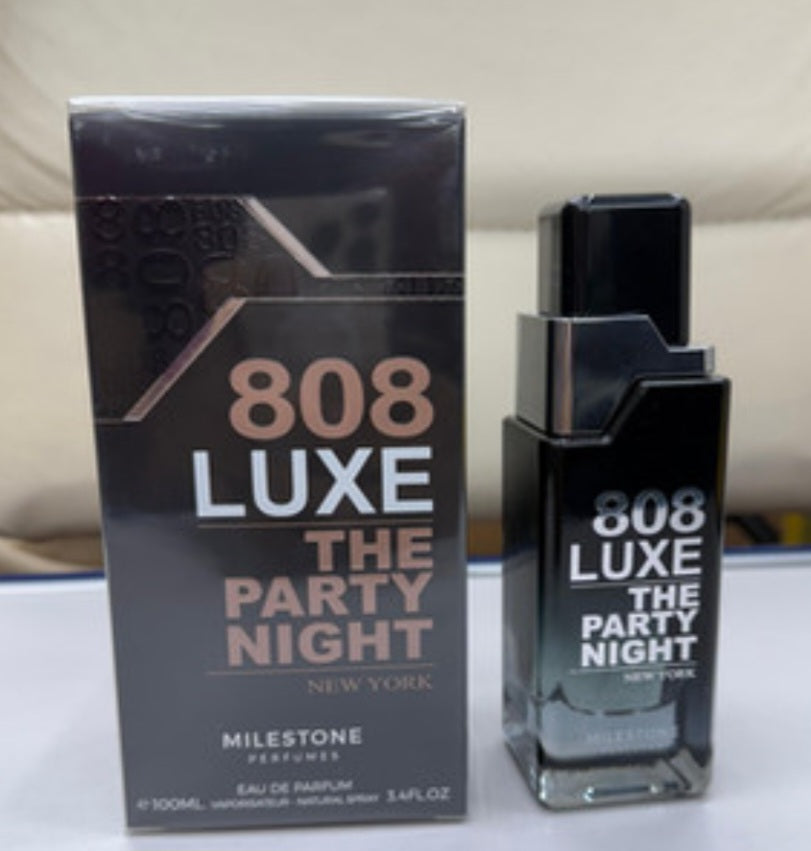 808
LUXE
THE
PARTY
NIGHT
NEW YORK
MILESTONE
PERFUMES
EAU DE PARFUM
e 100ML. VAPORISATEUR - NATURAL SPRAY 3.4FL.OZ
808
LUXE
THE
PARTY
NIGHT
NEW YORK
MILESTONE